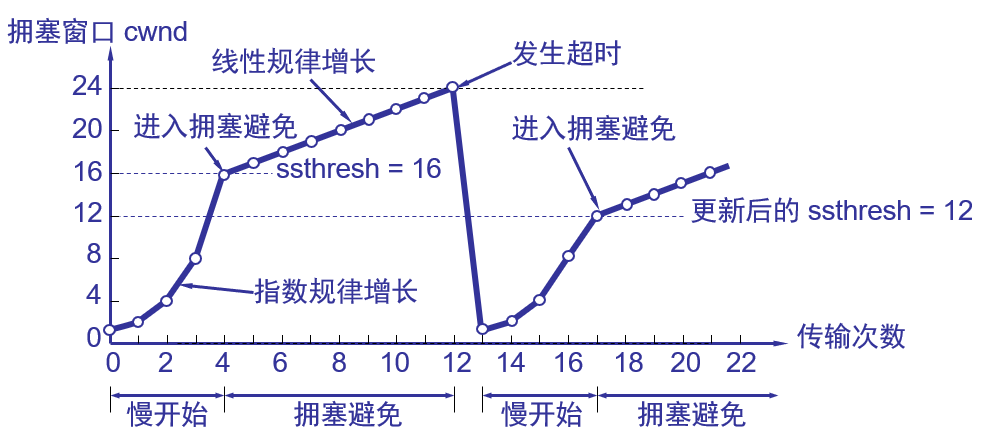 拥塞窗口 cwnd
线性规律增长
发生超时
24
进入拥塞避免
进入拥塞避免
20
ssthresh = 16
16
更新后的 ssthresh = 12
12
8
指数规律增长
4
0
传输次数
0 2 4 6 8 10 12 14 16 18 20 22
慢开始 拥塞避免 慢开始 拥塞避免